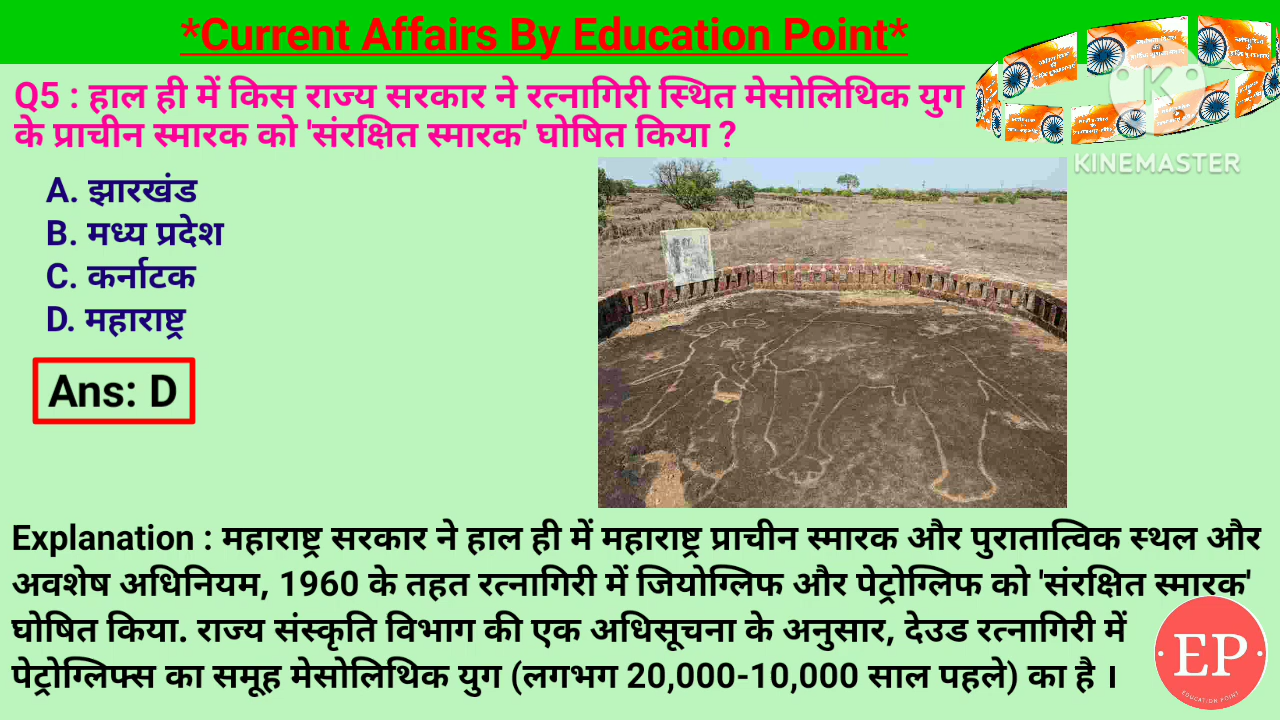 *Current Affairs By Education Point*
Q5 : हाल ही में किस राज्य सरकार ने रत्नागिरी स्थित मेसोलिथिक युग
के प्राचीन स्मारक को 'संरक्षित स्मारक' घोषित किया ?
KINEMASTER
A. झारखंड
B. मध्य प्रदेश
C. कर्नाटक
D. महाराष्ट्र
Ans: D
Explanation : महाराष्ट्र सरकार ने हाल ही में महाराष्ट्र प्राचीन स्मारक और पुरातात्विक स्थल और
अवशेष अधिनियम, 1960 के तहत रत्नागिरी में जियोग्लिफ और पेट्रोग्लिफ को 'संरक्षित स्मारक'
घोषित किया. राज्य संस्कृति विभाग की एक अधिसूचना के अनुसार, देउड रत्नागिरी में
पेट्रोग्लिफ्स का समूह मेसोलिथिक युग (लगभग 20,000-10,000 साल पहले) का है ।
EP
EDUCATION POINT